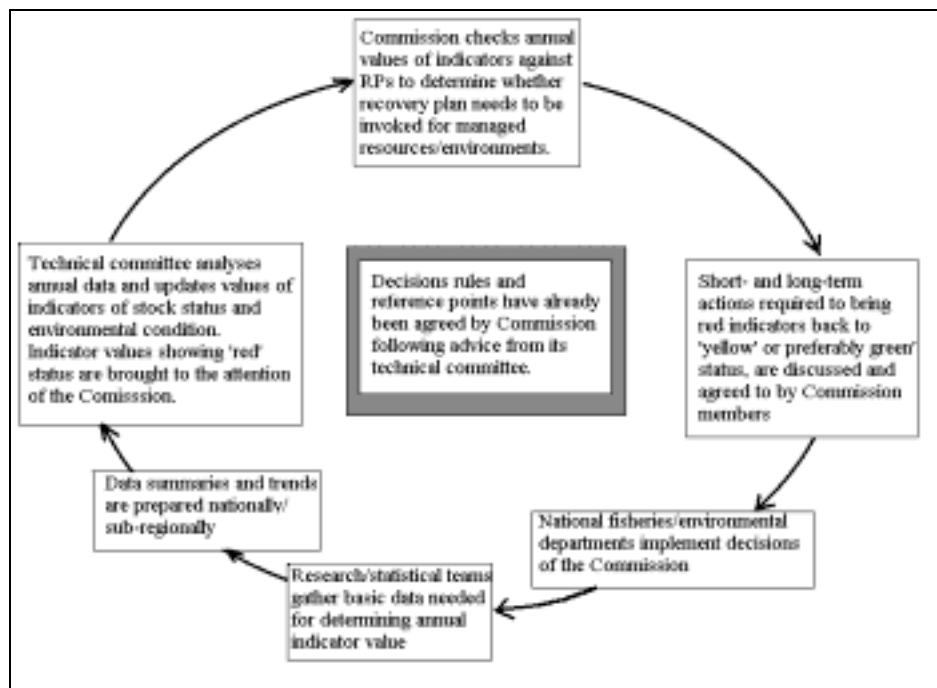 Commission checks annual
values of indicators against
RPs to determine whether
recovery plan needs to be
invoked for managed
resources/environments.
Technical committee analyses
annual data and updates values of
indicators of stock status and
environmental condition.
Indicator values showing 'red'
status are brought to the attention
of the Comisssion.
Decisions rules and
reference points have already
been agreed by Commission
following advice from its
technical committee.
Short- and long-term
actions required to being
red indicators back to
'yellow' or preferably green'
status, are discussed and
agreed to by Commission
members
Data summaries and trends
are prepared nationally/
sub-regionally
National fisheries/environmental
departments implement decisions
of the Commission
Research/statistical teams
gather basic data needed
for determining annual
indicator value